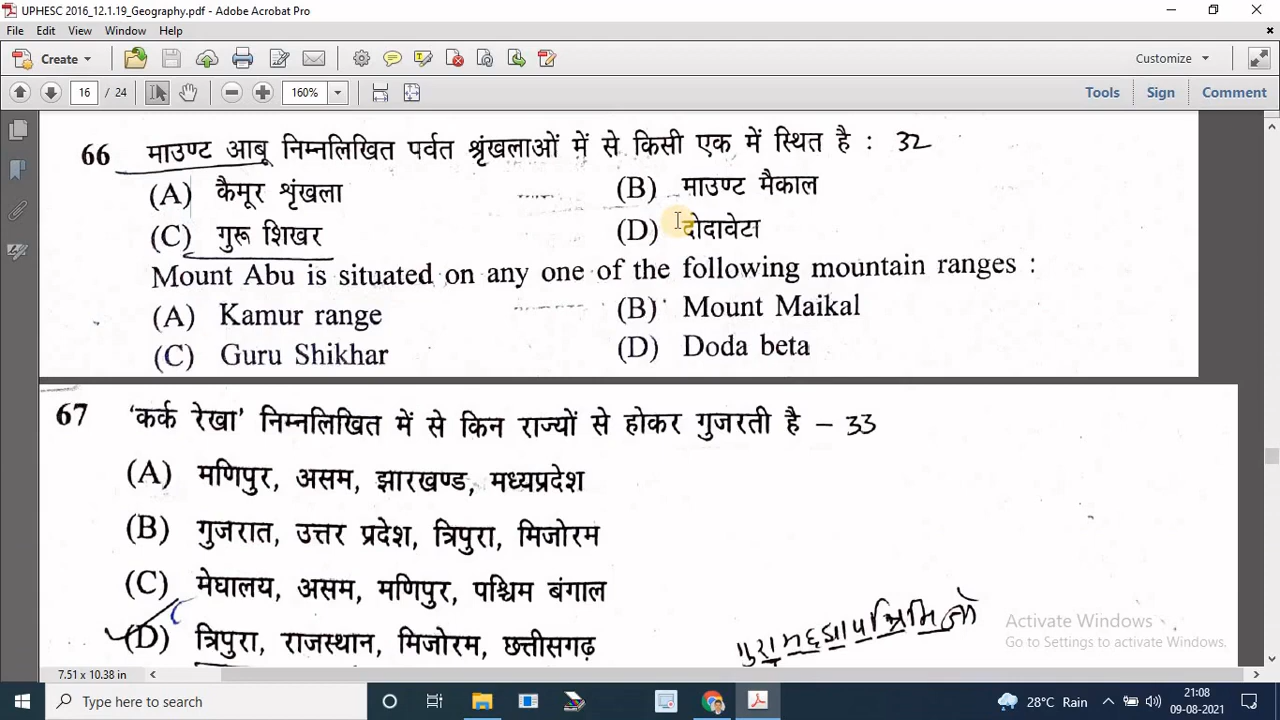 UPHESC 2016_12.1.19_Geography.pdf - Adobe Acrobat Pro
File Edit View Window Help
Create Customize
16 / 24 160% Tools Sign Comment
66 माउण्ट आबू निम्नलिखित पर्वत श्रृंखलाओं में से किसी एक में स्थित है : 32
(A) कैमूर शृंखला (B) माउण्ट मैकाल
(C) गुरू शिखर (D) दोदावेटा
Mount Abu is situated on any one of the following mountain ranges :
(A) Kamur range (B) Mount Maikal
(C) Guru Shikhar (D) Doda beta
67 'कर्क रेखा' निम्नलिखित में से किन राज्यों से होकर गुजरती है – 33
(A) मणिपुर, असम, झारखण्ड, मध्यप्रदेश
(B) गुजरात, उत्तर प्रदेश, त्रिपुरा, मिजोरम
(C) मेघालय, असम, मणिपुर, पश्चिम बंगाल
(D) त्रिपुरा, राजस्थान, मिजोरम, छत्तीसगढ़
Activate Windows
Go to Settings to activate Windows.
7.51 x 10.38 in
Type here to search 28°C Rain 21:08
09-08-2021